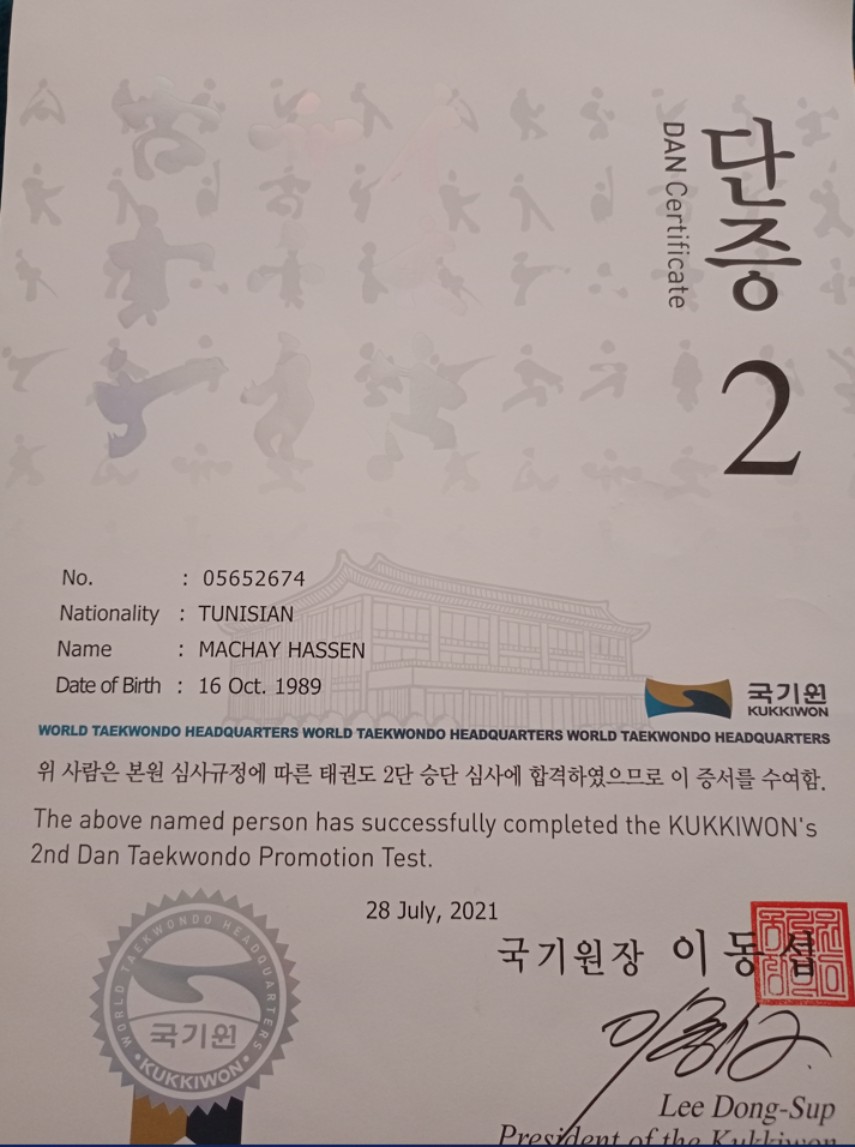 단증
DAN Certificate
2
No. : 05652674
Nationality : TUNISIAN
Name : MACHAY HASSEN
Date of Birth : 16 Oct. 1989
국기원
KUKKIWON
WORLD TAEKWONDO HEADQUARTERS WORLD TAEKWONDO HEADQUARTERS WORLD TAEKWONDO HEADQUARTERS
위 사람은 본원 심사규정에 따른 태권도 2단 승단 심사에 합격하였으므로 이 증서를 수여함.
The above named person has successfully completed the KUKKIWON's
2nd Dan Taekwondo Promotion Test.
28 July, 2021
국기원장 이동섭
WORLD TAEKWONDO HEADQUARTERS
국기원
KUKKIWON
Lee Dong-Sup
President of the Kukkiwon